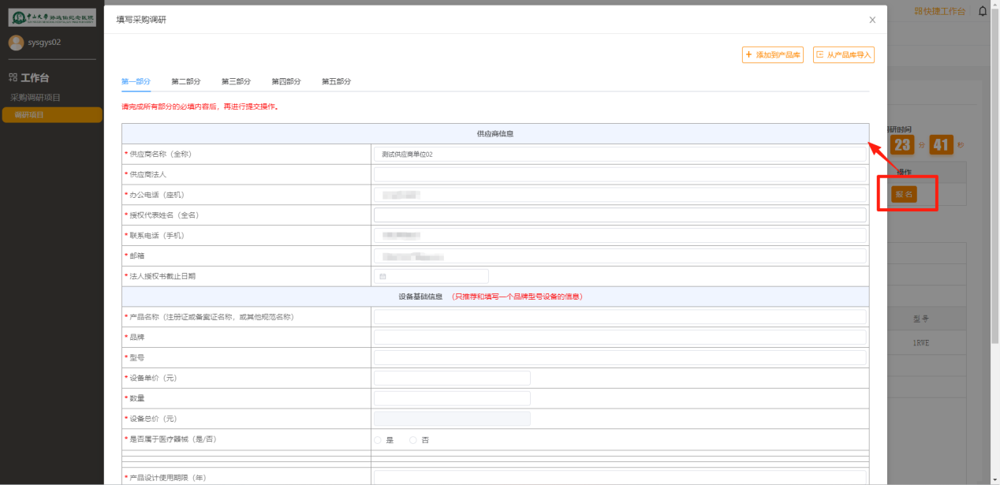 中山大学孙逸仙纪念医院
sysgys02
工作台
采购调研项目
调研项目
填写采购调研
X
快捷工作台
+ 添加到产品库
从产品库导入
第一部分 第二部分 第三部分 第四部分 第五部分
请完成所有部分的必填内容后，再进行提交操作。
供应商信息
* 供应商名称（全称） 测试供应商单位02
* 供应商法人
* 办公电话（座机）
* 授权代表姓名（全名）
* 联系电话（手机）
* 邮箱
* 法人授权书截止日期
设备基础信息 （只推荐和填写一个品牌型号设备的信息）
* 产品名称（注册证或备案证名称，或其他规范名称）
* 品牌
* 型号
* 设备单价（元）
* 数量
* 设备总价（元）
* 是否属于医疗器械（是/否） 是 否
* 产品设计使用期限（年）
调研时间
23 分 41 秒
操作
报名
型号
1RWE